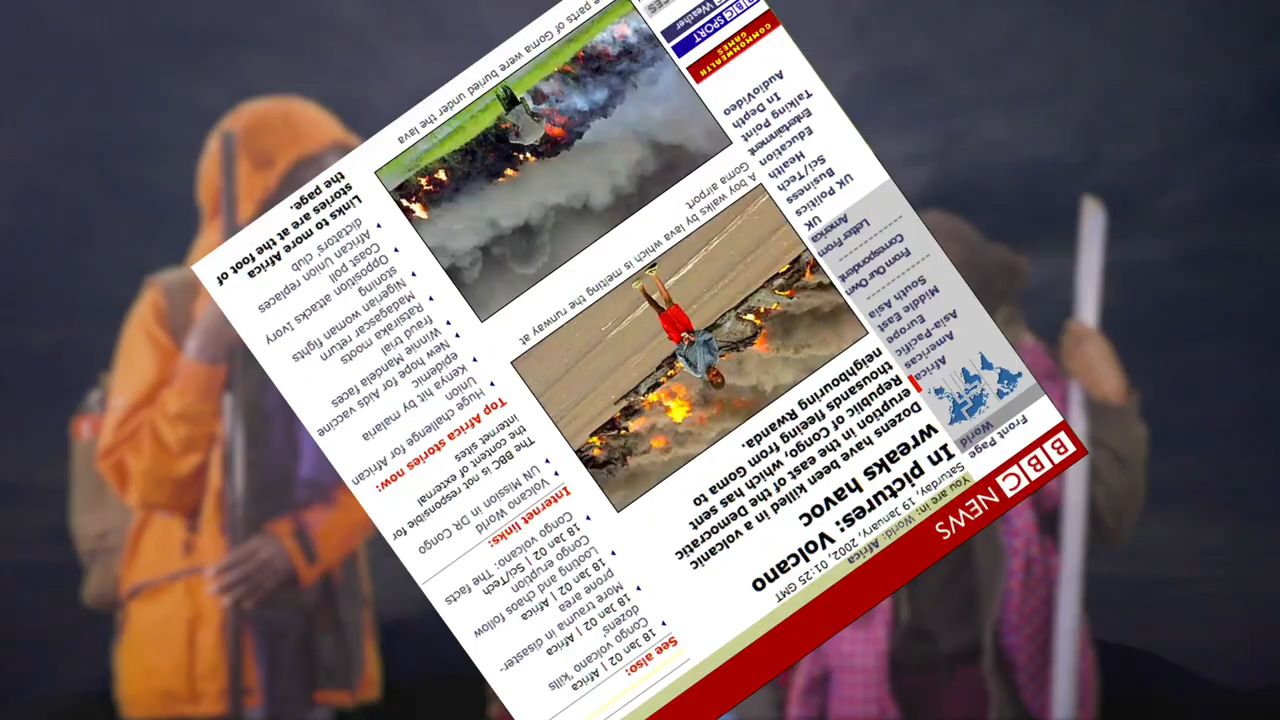 BBC NEWS
You are in: World: Africa
Front Page
World
Africa
Americas
Asia-Pacific
Europe
Middle East
South Asia
From Our Own
Correspondent
Letter From
America
UK
UK Politics
Business
Sci/Tech
Health
Education
Entertainment
Talking Point
In Depth
AudioVideo
COMMONWEALTH
GAMES
BBC SPORT
Weather
Saturday, 19 January, 2002, 01:25 GMT
In pictures: Volcano
wreaks havoc
Dozens have been killed in a volcanic
eruption in the east of the Democratic
Republic of Congo, which has sent
thousands fleeing from Goma to
neighbouring Rwanda.
A boy walks by lava which is melting the runway at
Goma airport
parts of Goma were buried under the lava
See also:
18 Jan 02 | Africa
Congo volcano 'kills
dozens'
18 Jan 02 | Africa
More trauma in disaster-
prone area
18 Jan 02 | Africa
Looting and chaos follow
Congo eruption
18 Jan 02 | Sci/Tech
Congo volcano: The facts
Internet links:
Volcano World
UN Mission in DR Congo
The BBC is not responsible for
the content of external
internet sites
Top Africa stories now:
Huge challenge for African
Union
Kenya hit by malaria
epidemic
New hope for Aids vaccine
Winnie Mandela faces
fraud trial
Ratsiraka moots
Madagascar return
Nigerian woman fights
stoning
Opposition attacks Ivory
Coast poll
African Union replaces
dictators' club
Links to more Africa
stories are at the foot of
the page.